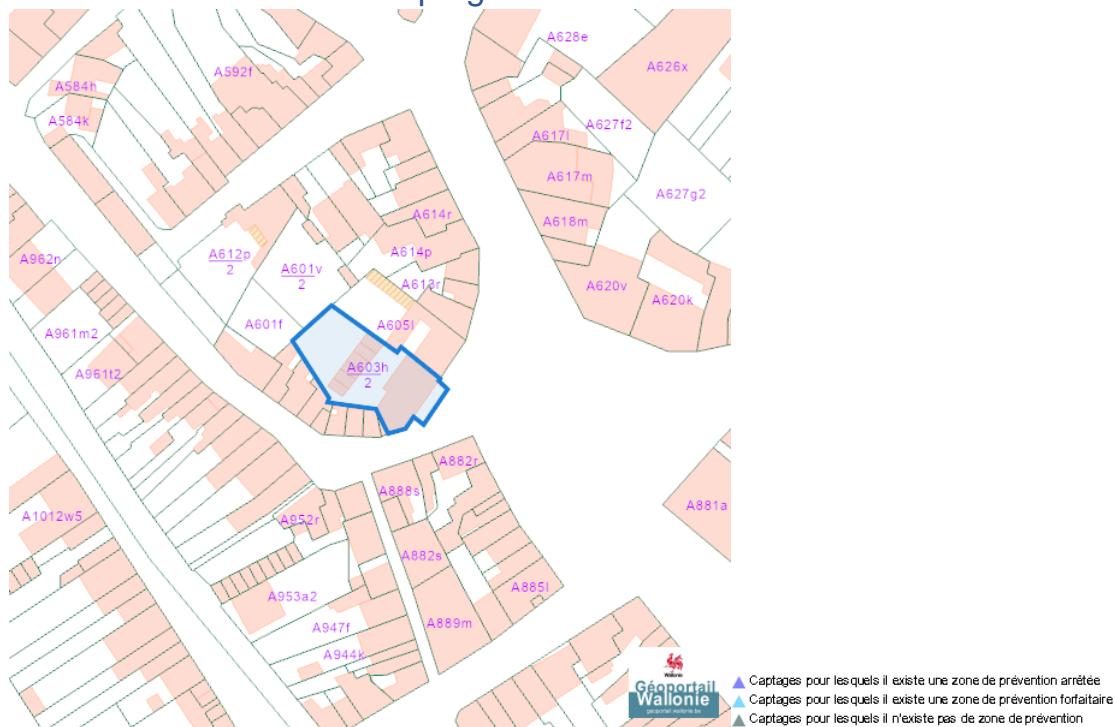 A628e
A592f
A626x
A584h
A584k
A627f2
A617l
A617m
A627g2
A614r
A618m
A614p
A612p
2
A601v
2
A962n
A613r
A620v
A620k
A601f
A605l
A961m2
A603h
2
A961t2
A882r
A888s
A881a
A1012w5
A952r
A882s
A885l
A953a2
A947f
A889m
A944k
Wallonie
Géoportail
Wallonie
geoportail.wallonie.be
Captages pour lesquels il existe une zone de prévention arrêtée
Captages pour lesquels il existe une zone de prévention forfaitaire
Captages pour lesquels il n'existe pas de zone de prévention